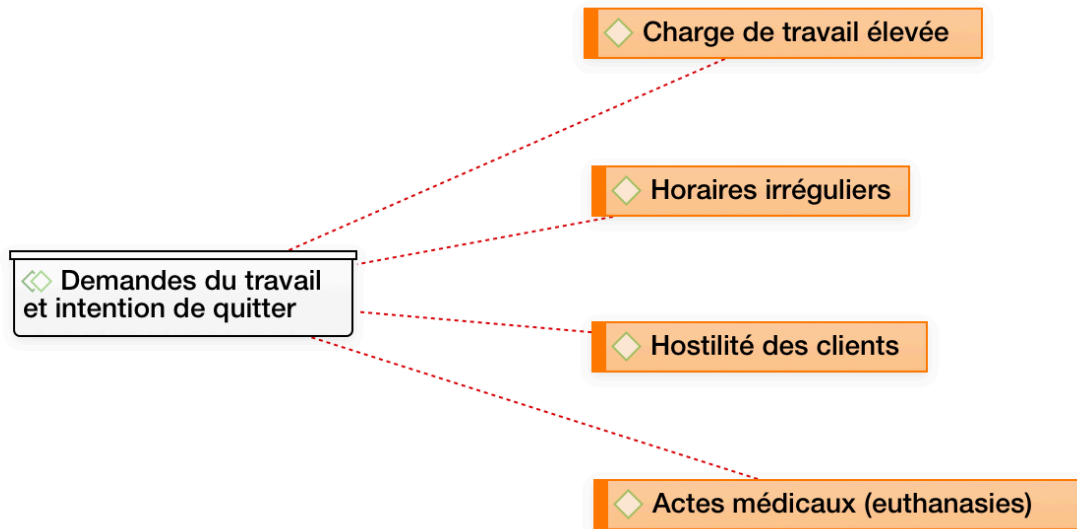 Charge de travail élevée
Horaires irréguliers
Demandes du travail
et intention de quitter
Hostilité des clients
Actes médicaux (euthanasies)